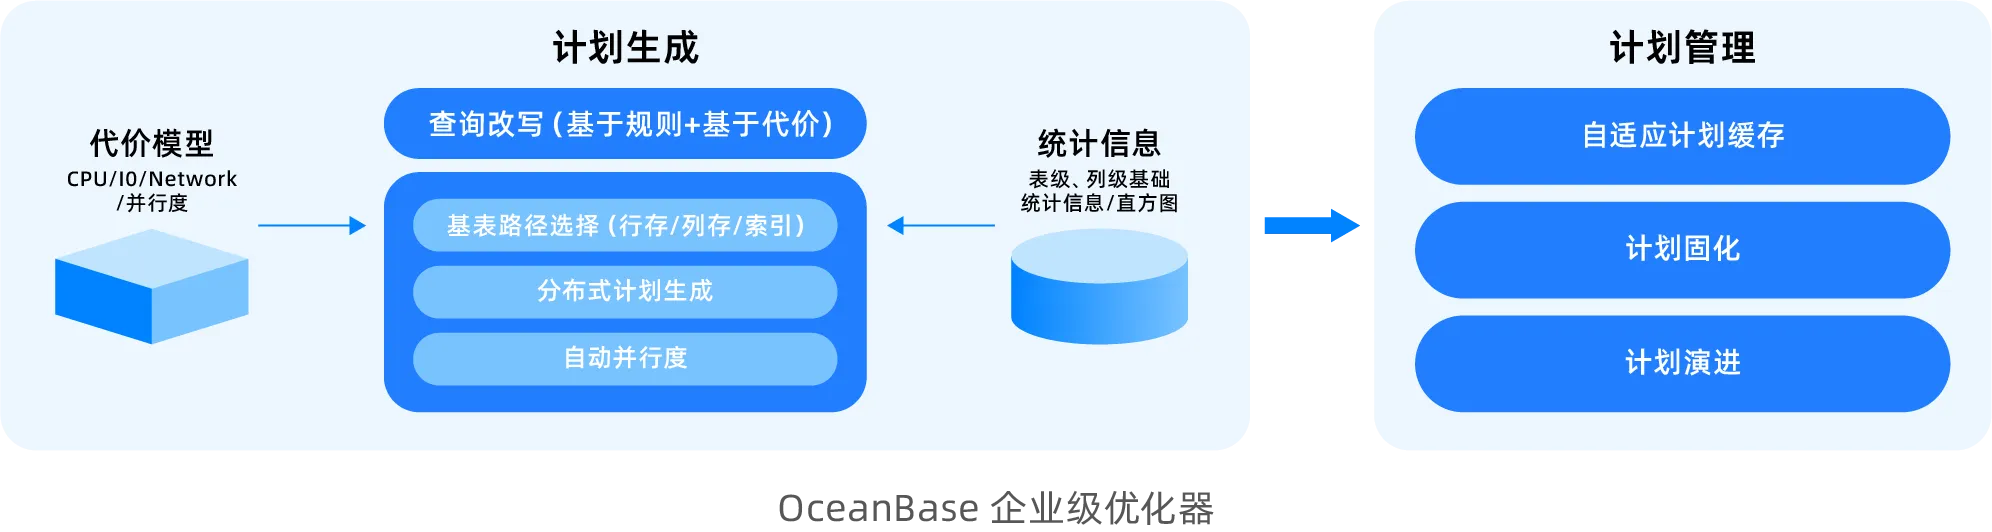 计划生成
代价模型
CPU/I0/Network
/并行度
查询改写（基于规则+基于代价）
基表路径选择（行存/列存/索引）
分布式计划生成
自动并行度
统计信息
表级、列级基础
统计信息/直方图
计划管理
自适应计划缓存
计划固化
计划演进
OceanBase 企业级优化器